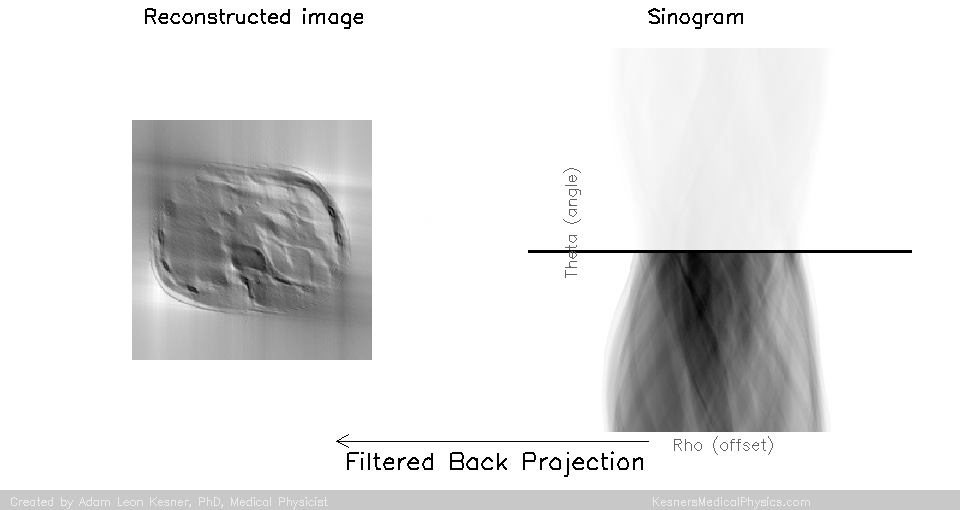 Reconstructed image
Sinogram
Theta (angle)
Rho (offset)
Filtered Back Projection
Created by Adam Leon Kesner, PhD, Medical Physicist
KesnersMedicalPhysics.com